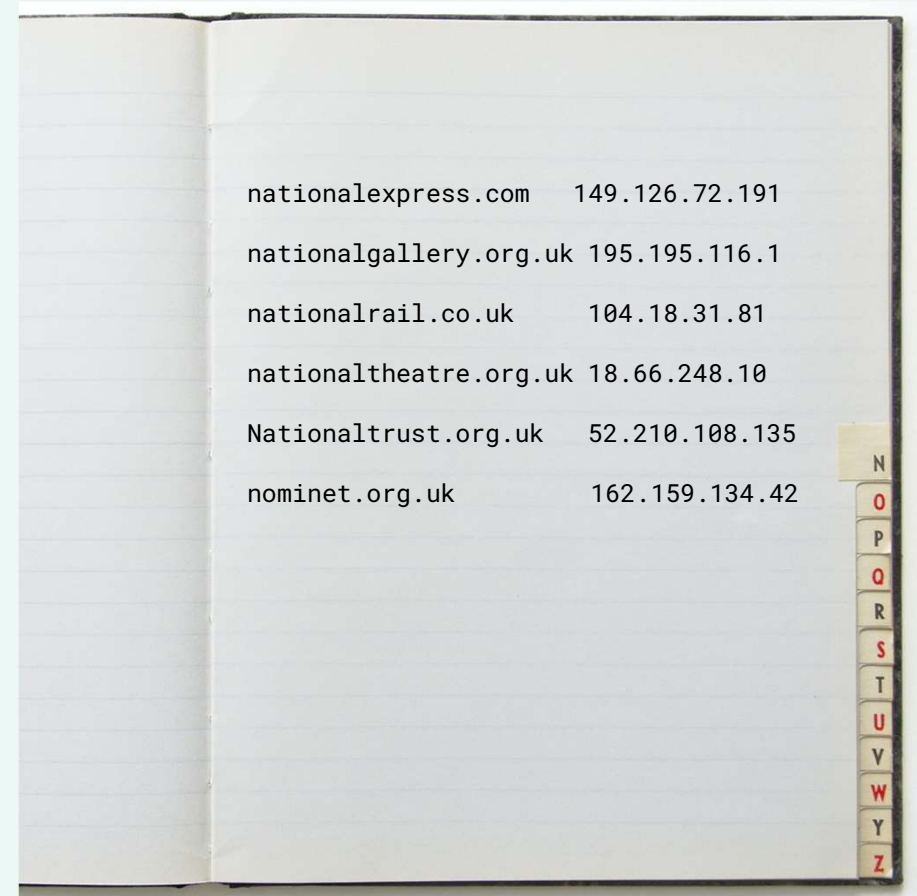 nationalexpress.com 149.126.72.191
nationalgallery.org.uk 195.195.116.1
nationalrail.co.uk 104.18.31.81
nationaltheatre.org.uk 18.66.248.10
Nationaltrust.org.uk 52.210.108.135
nominet.org.uk 162.159.134.42
N
O
P
Q
R
S
T
U
V
W
Y
Z